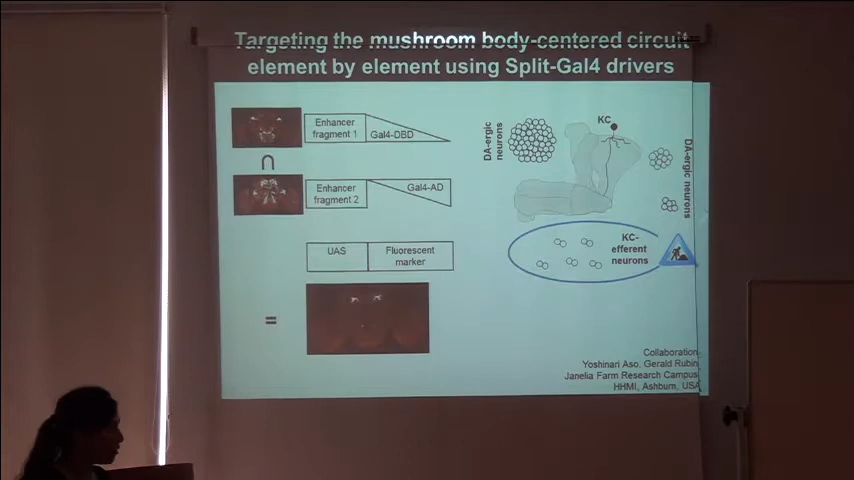 Targeting the mushroom body-centered circuit
element by element using Split-Gal4 drivers
Enhancer
fragment 1
Gal4-DBD
∩
Enhancer
fragment 2
Gal4-AD
UAS
Fluorescent
marker
=
DA-ergic
neurons
KC
DA-ergic neurons
KC-
efferent
neurons
Collaboration
Yoshinari Aso, Gerald Rubin,
Janelia Farm Research Campus,
HHMI, Ashburn, USA